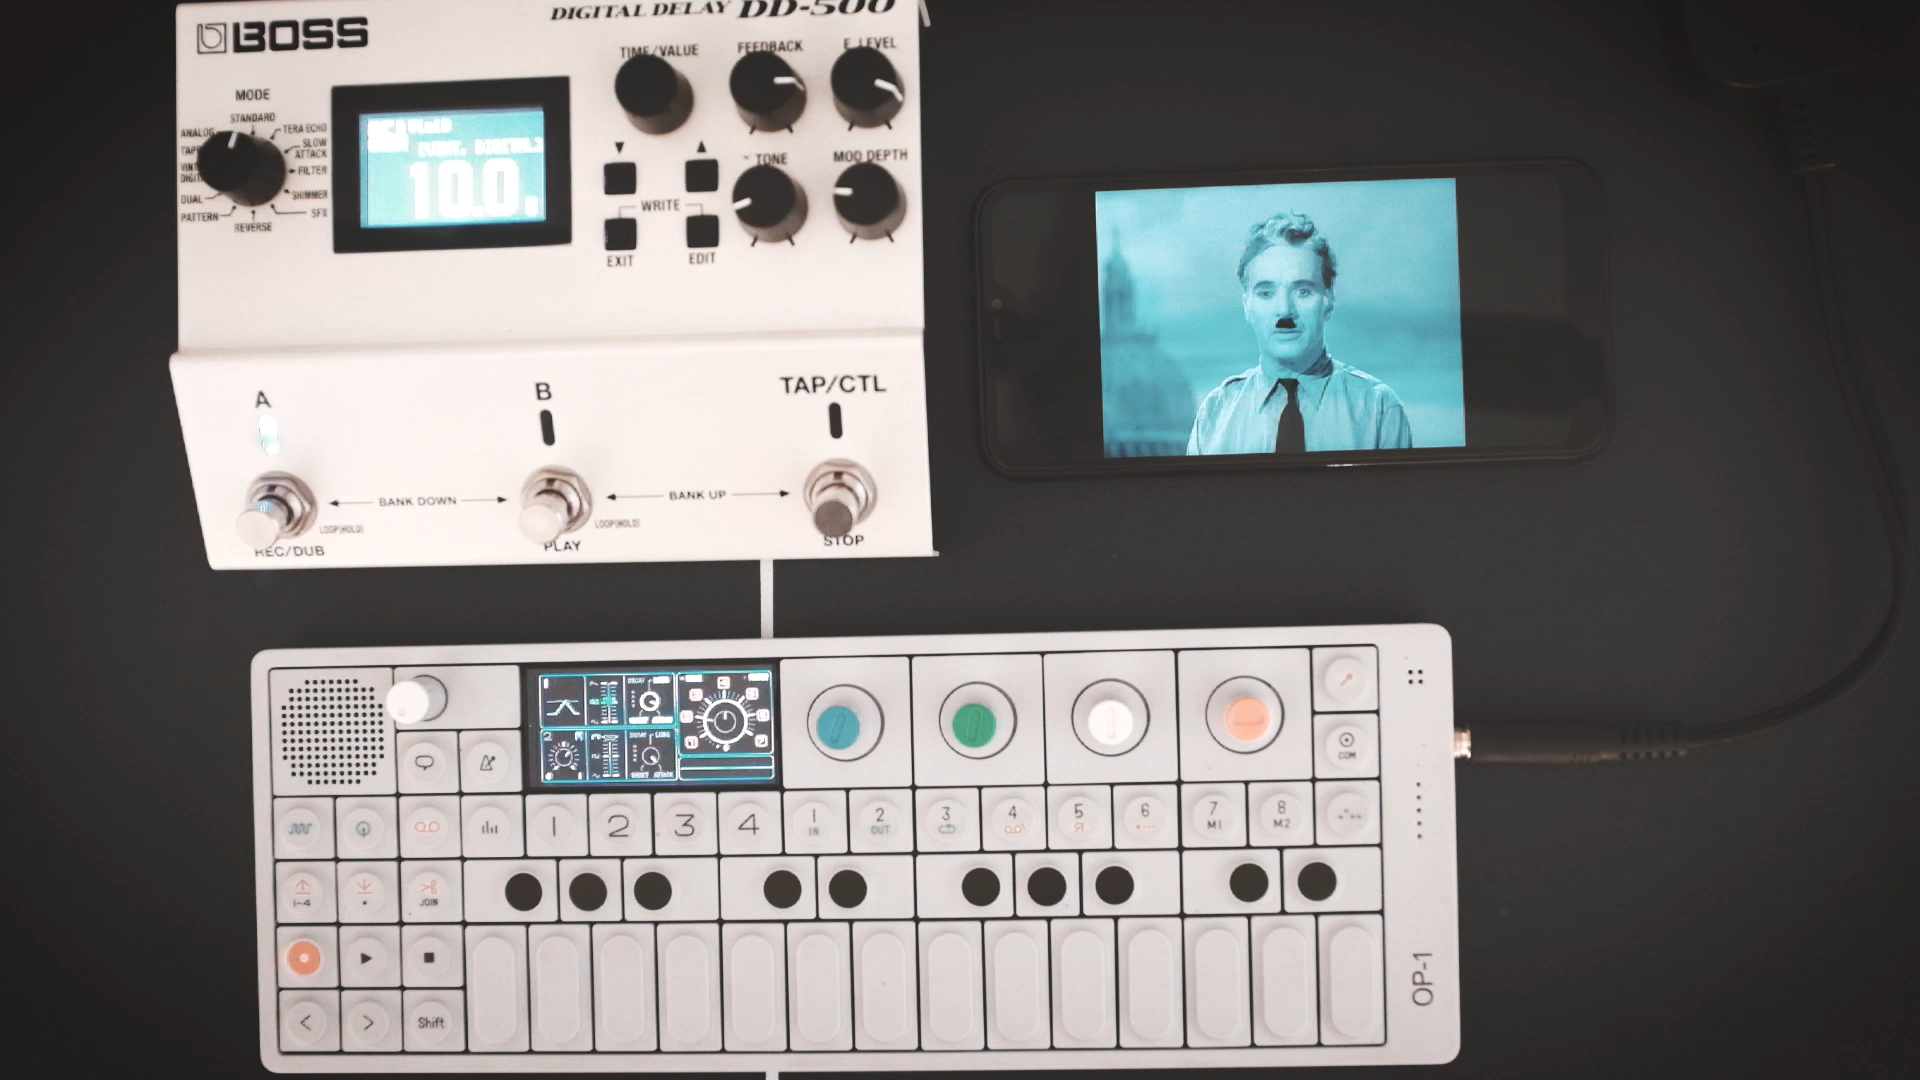 BOSS
DIGITAL DELAY DD-500
MODE
STANDARD
ANALOG
TERA ECHO
SLOW
ATTACK
FILTER
SHIMMER
SFX
REVERSE
PATTERN
DUAL
TIME/VALUE
FEEDBACK
E.LEVEL
TONE
MOD DEPTH
WRITE
EXIT
EDIT
10.0
A
B
TAP/CTL
BANK DOWN
BANK UP
LOOP(HOLD)
LOOP(HOLD)
REC/DUB
PLAY
STOP
COM
1
2
3
4
1
IN
2
OUT
3
4
5
6
7
M1
8
M2
1-4
JOIN
Shift
OP-1